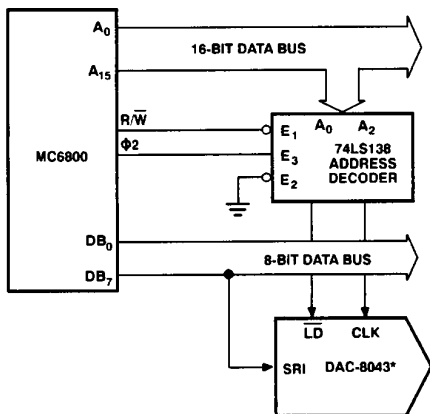 A0
16-BIT DATA BUS
A15
MC6800
R/W̅
ϕ2
E1
E3
E2
A0 A2
74LS138
ADDRESS
DECODER
DB0
8-BIT DATA BUS
DB7
L̅D̅ CLK
SRI DAC-8043*